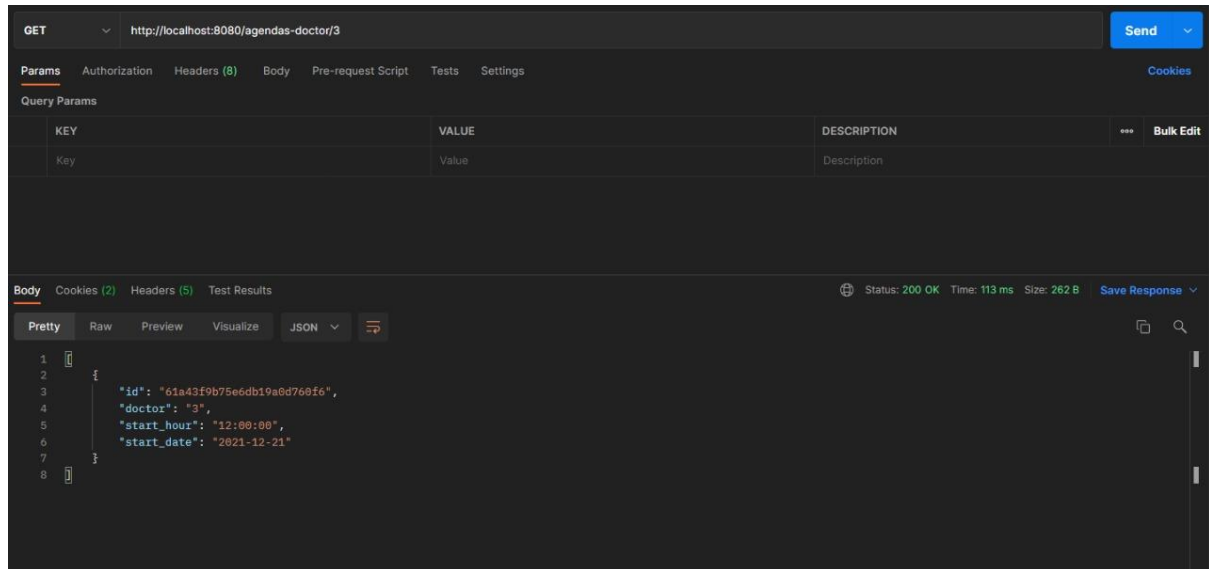 GET http://localhost:8080/agendas-doctor/3 Send
Params Authorization Headers (8) Body Pre-request Script Tests Settings Cookies
Query Params
KEY VALUE DESCRIPTION ooo Bulk Edit
Key Value Description
Body Cookies (2) Headers (5) Test Results Status: 200 OK Time: 113 ms Size: 262 B Save Response
Pretty Raw Preview Visualize JSON
1 [
2 {
3 "id": "61a43f9b75e6db19a0d760f6",
4 "doctor": "3",
5 "start_hour": "12:00:00",
6 "start_date": "2021-12-21"
7 }
8 ]